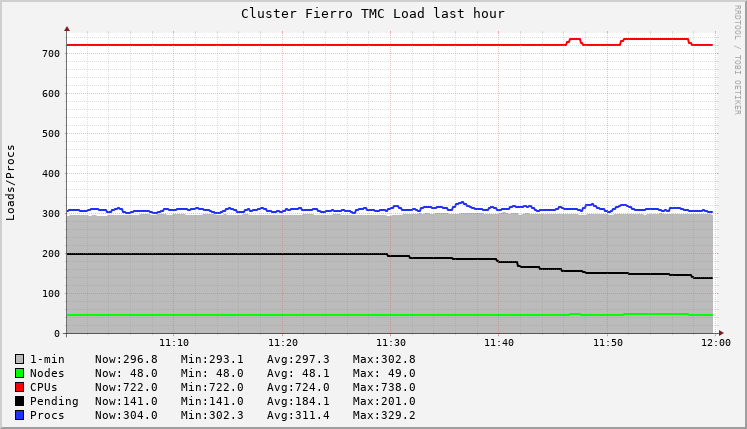 Cluster Fierro TMC Load last hour
RRDTOOL / TOBI OETIKER
Loads/Procs
700
600
500
400
300
200
100
0
11:10 11:20 11:30 11:40 11:50 12:00
1-min Now:296.8 Min:293.1 Avg:297.3 Max:302.8
Nodes Now: 48.0 Min: 48.0 Avg: 48.1 Max: 49.0
CPUs Now:722.0 Min:722.0 Avg:724.0 Max:738.0
Pending Now:141.0 Min:141.0 Avg:184.1 Max:201.0
Procs Now:304.0 Min:302.3 Avg:311.4 Max:329.2